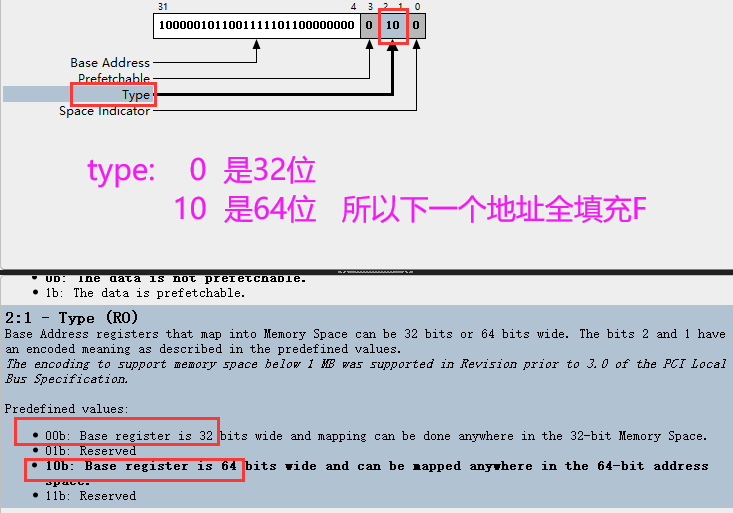 31 4 3 2 1 0
1000001011001111101100000000 0 10 0
Base Address
Prefetchable
Type
Space Indicator
type: 0 是32位
10 是64位 所以下一个地址全填充F
0b: The data is not prefetchable.
1b: The data is prefetchable.
2:1 - Type (RO)
Base Address registers that map into Memory Space can be 32 bits or 64 bits wide. The bits 2 and 1 have
an encoded meaning as described in the predefined values.
The encoding to support memory space below 1 MB was supported in Revision prior to 3.0 of the PCI Local
Bus Specification.
Predefined values:
00b: Base register is 32 bits wide and mapping can be done anywhere in the 32-bit Memory Space.
01b: Reserved
10b: Base register is 64 bits wide and can be mapped anywhere in the 64-bit address
space.
11b: Reserved